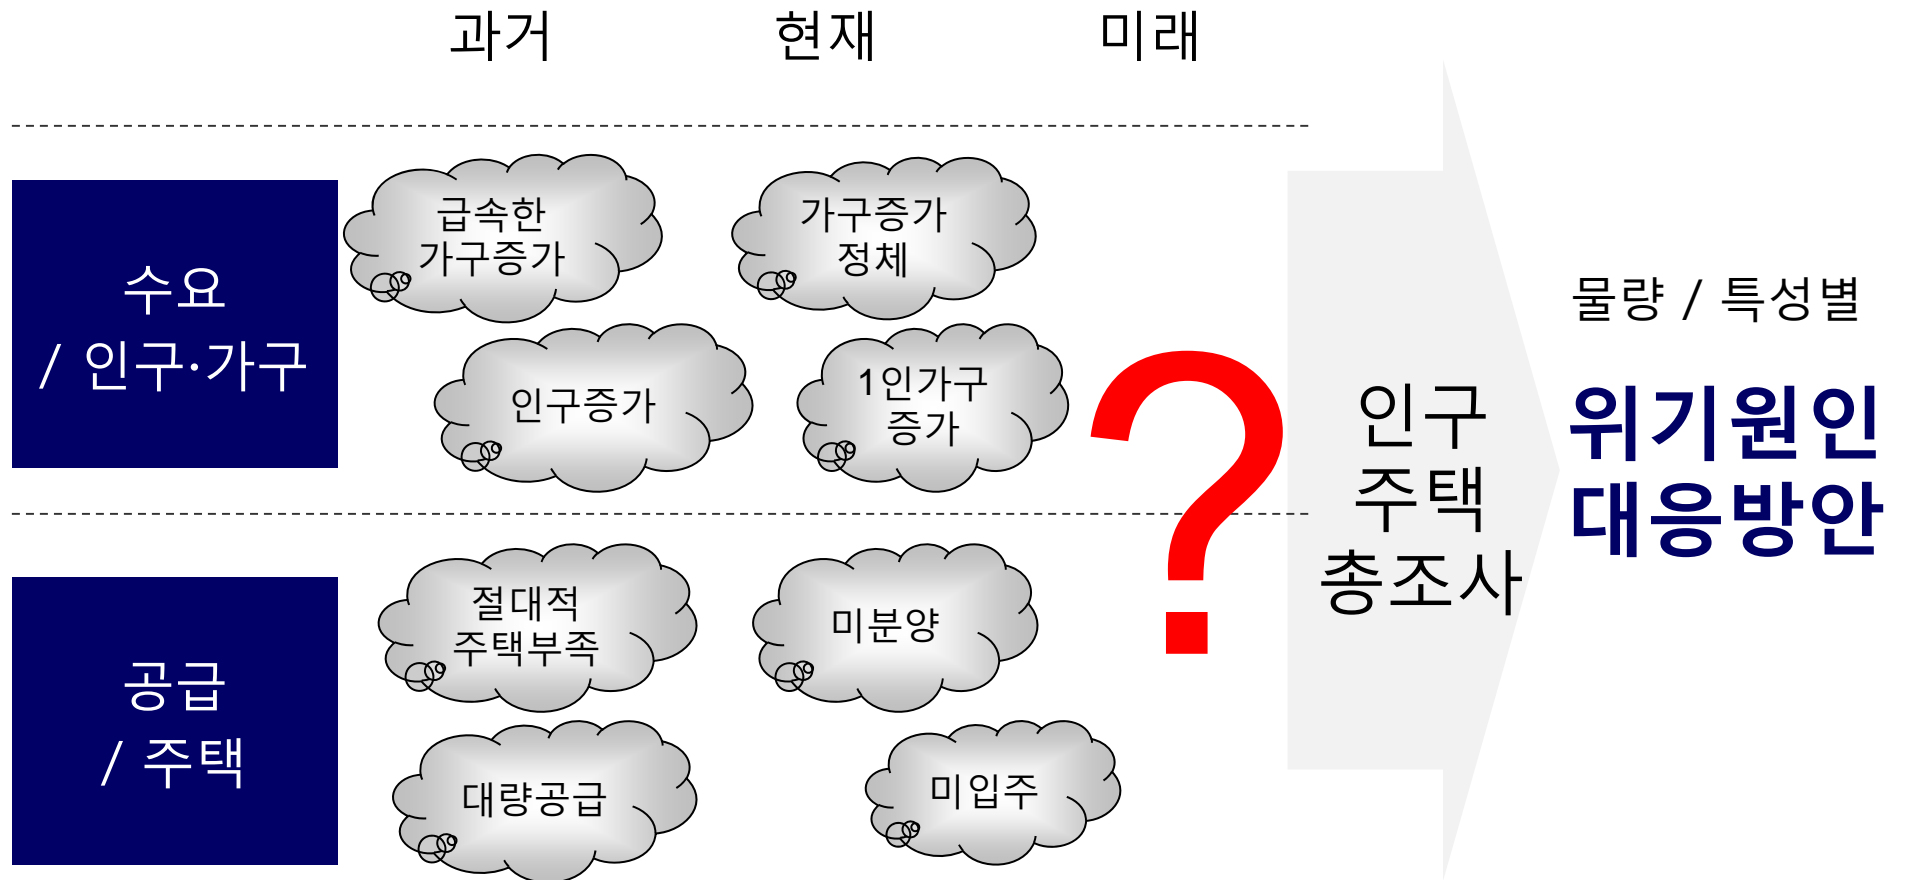 과거
현재
미래
수요
/ 인구·가구
급속한
가구증가
가구증가
정체
인구증가
1인가구
증가
공급
/ 주택
절대적
주택부족
미분양
대량공급
미입주
?
인구
주택
총조사
물량 / 특성별
위기원인
대응방안